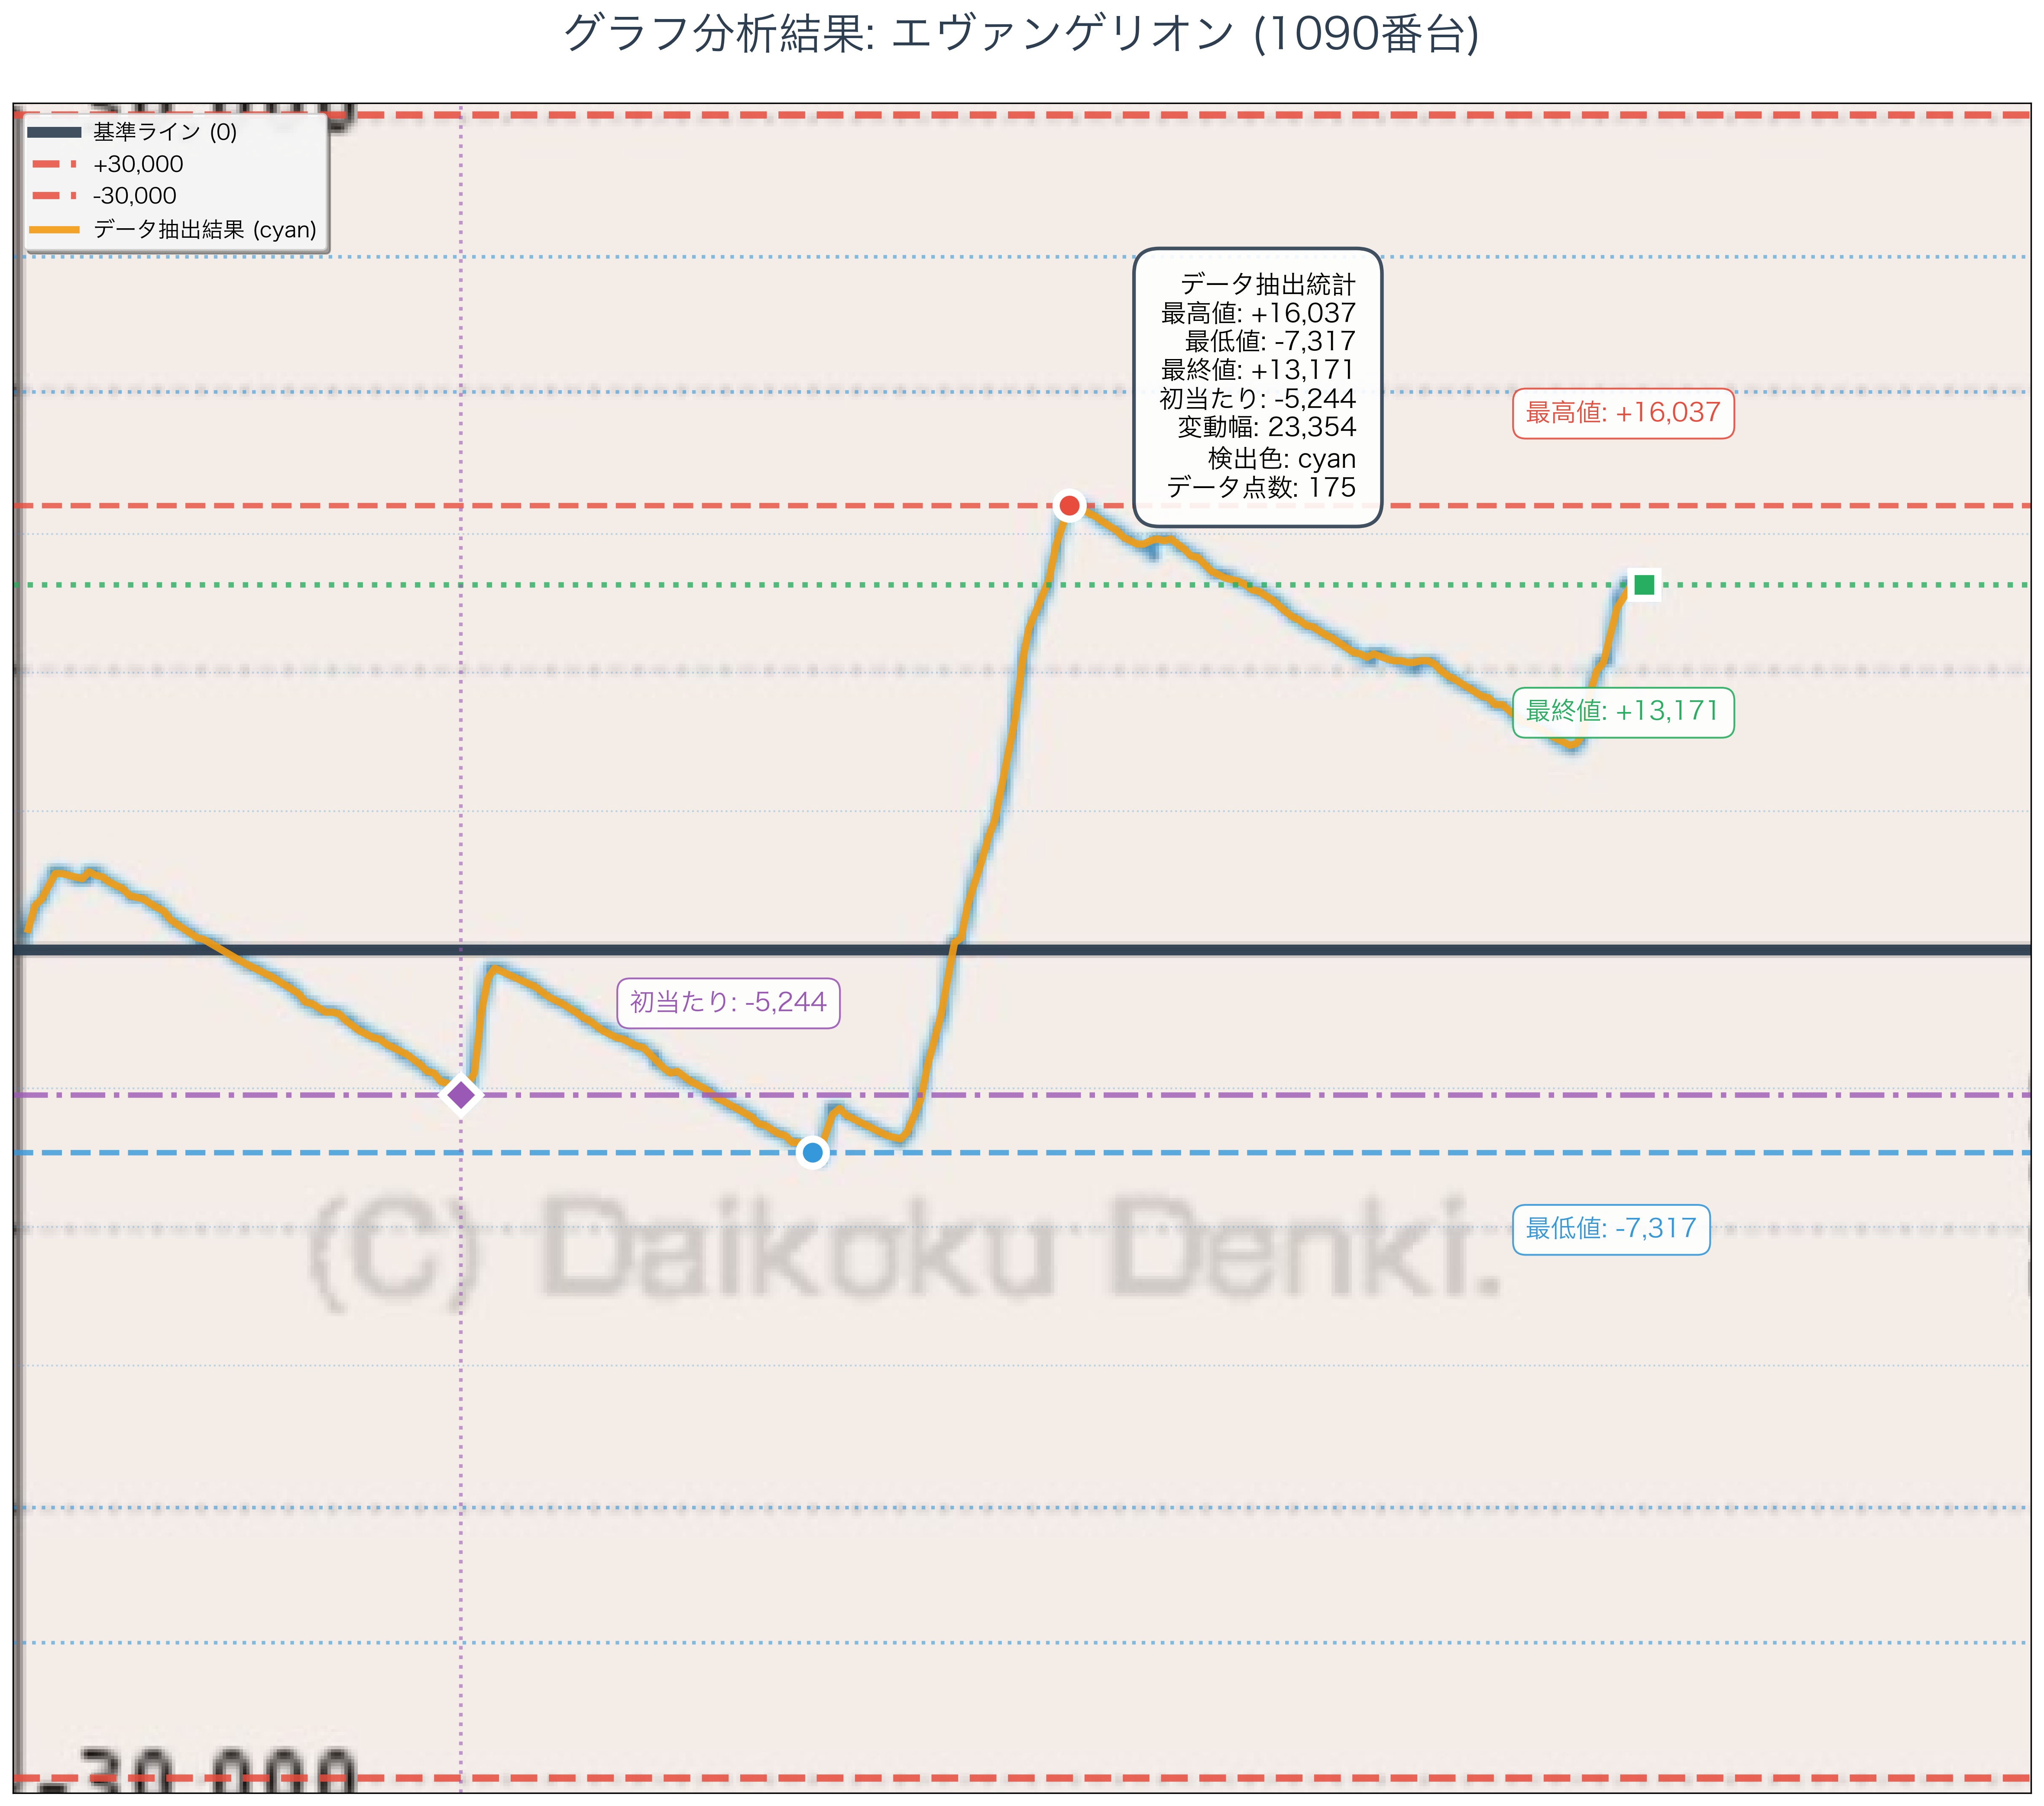 グラフ分析結果: エヴァンゲリオン (1090番台)
基準ライン (0)
+30,000
-30,000
データ抽出結果 (cyan)
データ抽出統計
最高値: +16,037
最低値: -7,317
最終値: +13,171
初当たり: -5,244
変動幅: 23,354
検出色: cyan
データ点数: 175
最高値: +16,037
最終値: +13,171
初当たり: -5,244
最低値: -7,317
(C) Daikoku Denki.
-30,000